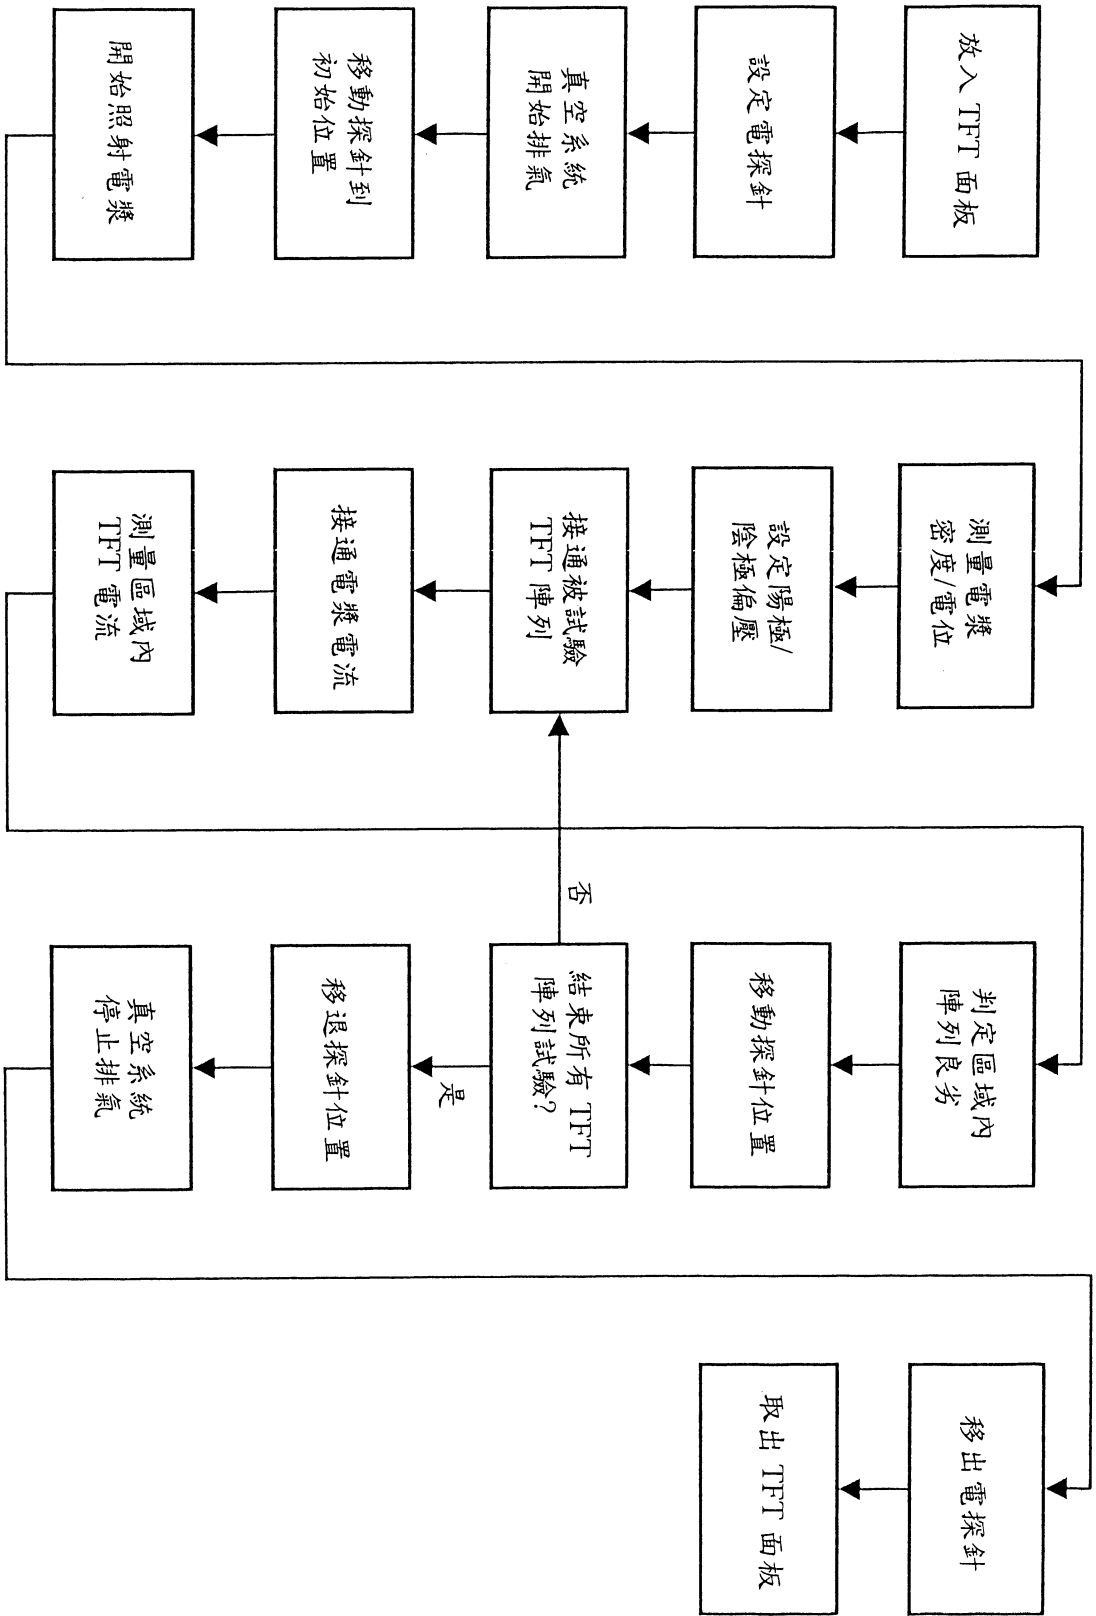 放入 TFT 面板
設定電探針
真空系統
開始排氣
移動探針到
初始位置
開始照射電漿
測量電漿
密度/電位
設定陽極/
陰極偏壓
接通被試驗
TFT 陣列
接通電漿電流
測量區域內
TFT 電流
判定區域內
陣列良劣
移動探針位置
結束所有 TFT
陣列試驗?
否
是
移退探針位置
真空系統
停止排氣
移出電探針
取出 TFT 面板